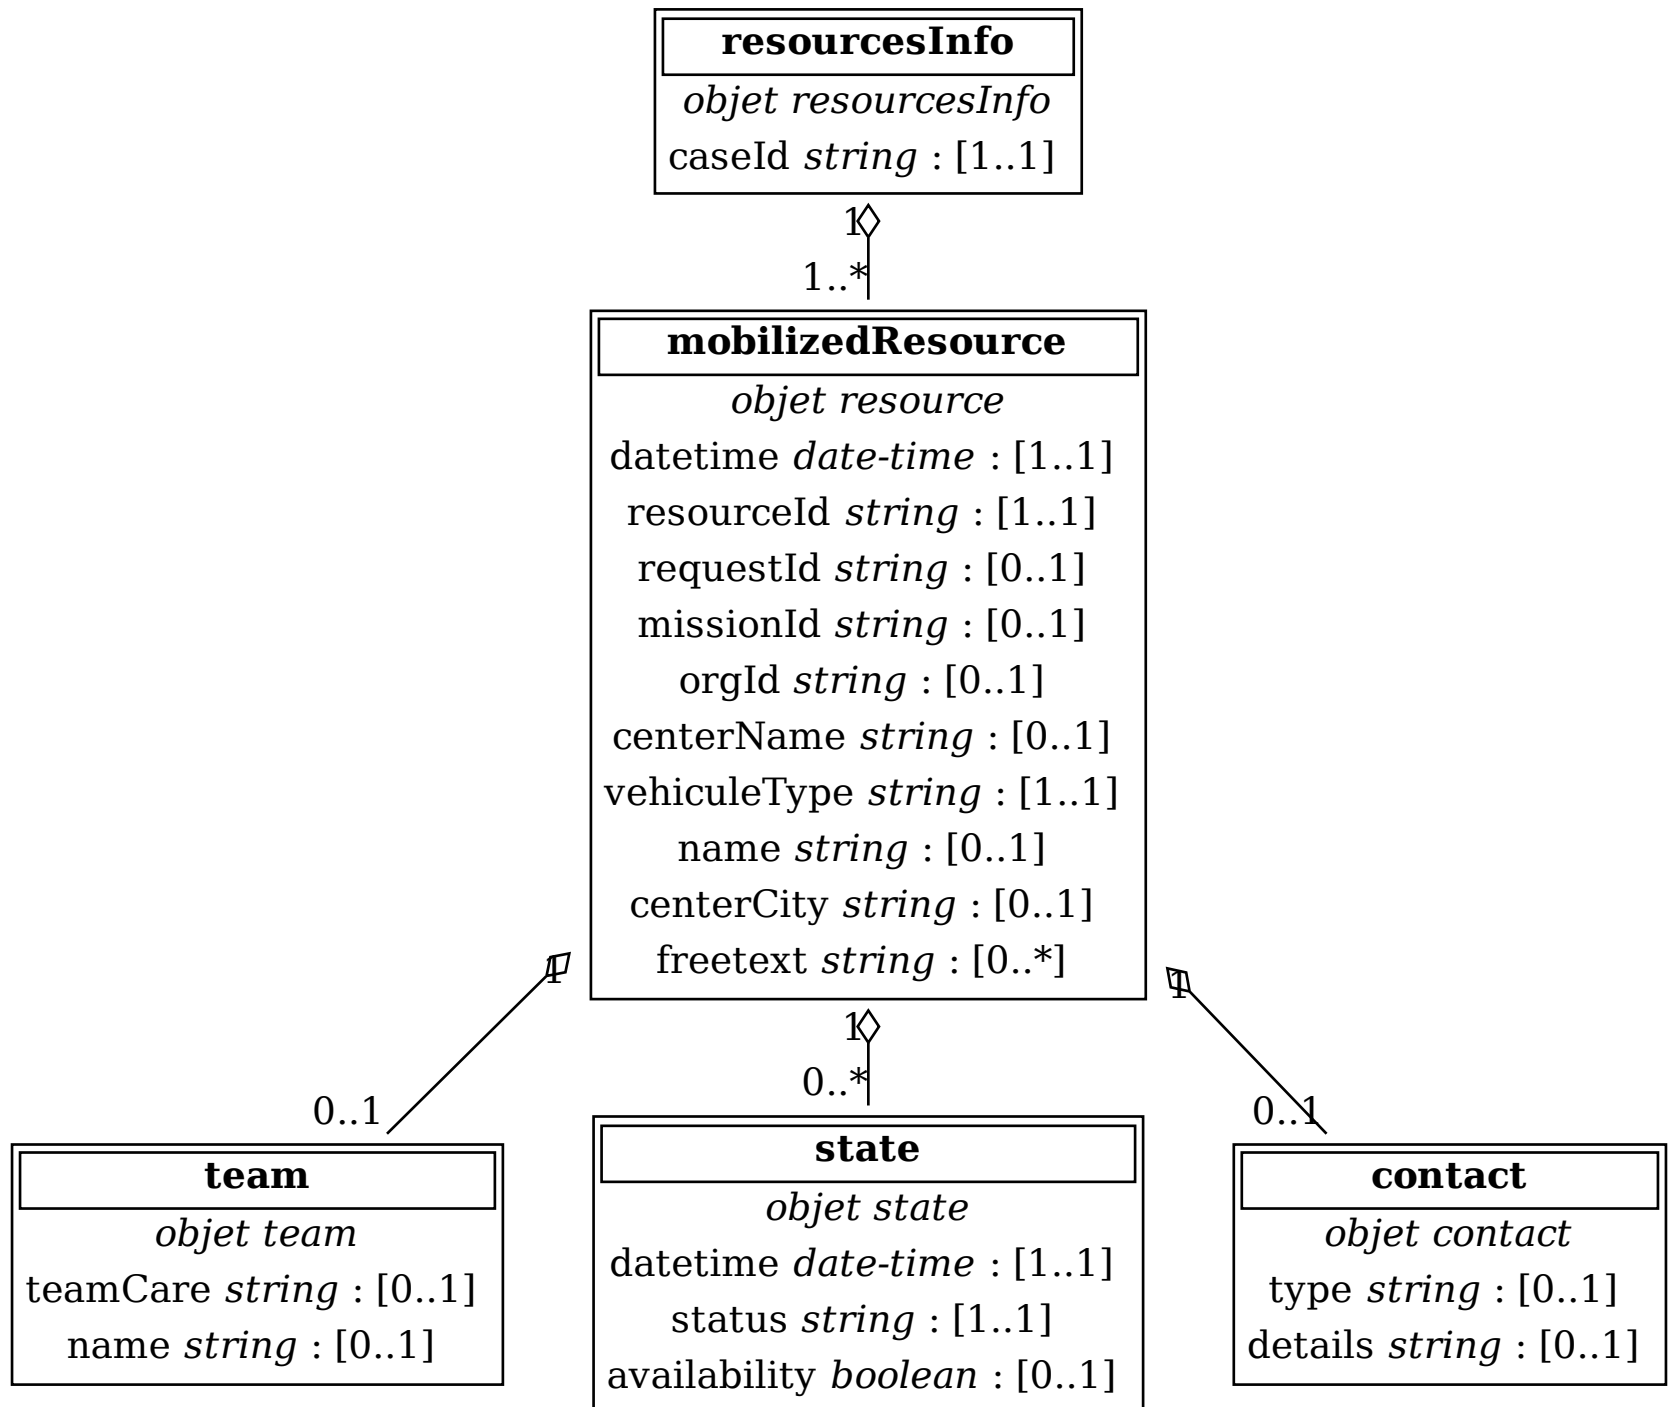 resourcesInfo
objet resourcesInfo
caseId string : [1..1]
1
1..*
mobilizedResource
objet resource
datetime date-time : [1..1]
resourceId string : [1..1]
requestId string : [0..1]
missionId string : [0..1]
orgId string : [0..1]
centerName string : [0..1]
vehiculeType string : [1..1]
name string : [0..1]
centerCity string : [0..1]
freetext string : [0..*]
1
1
1
0..1
0..*
0..1
team
objet team
teamCare string : [0..1]
name string : [0..1]
state
objet state
datetime date-time : [1..1]
status string : [1..1]
availability boolean : [0..1]
contact
objet contact
type string : [0..1]
details string : [0..1]